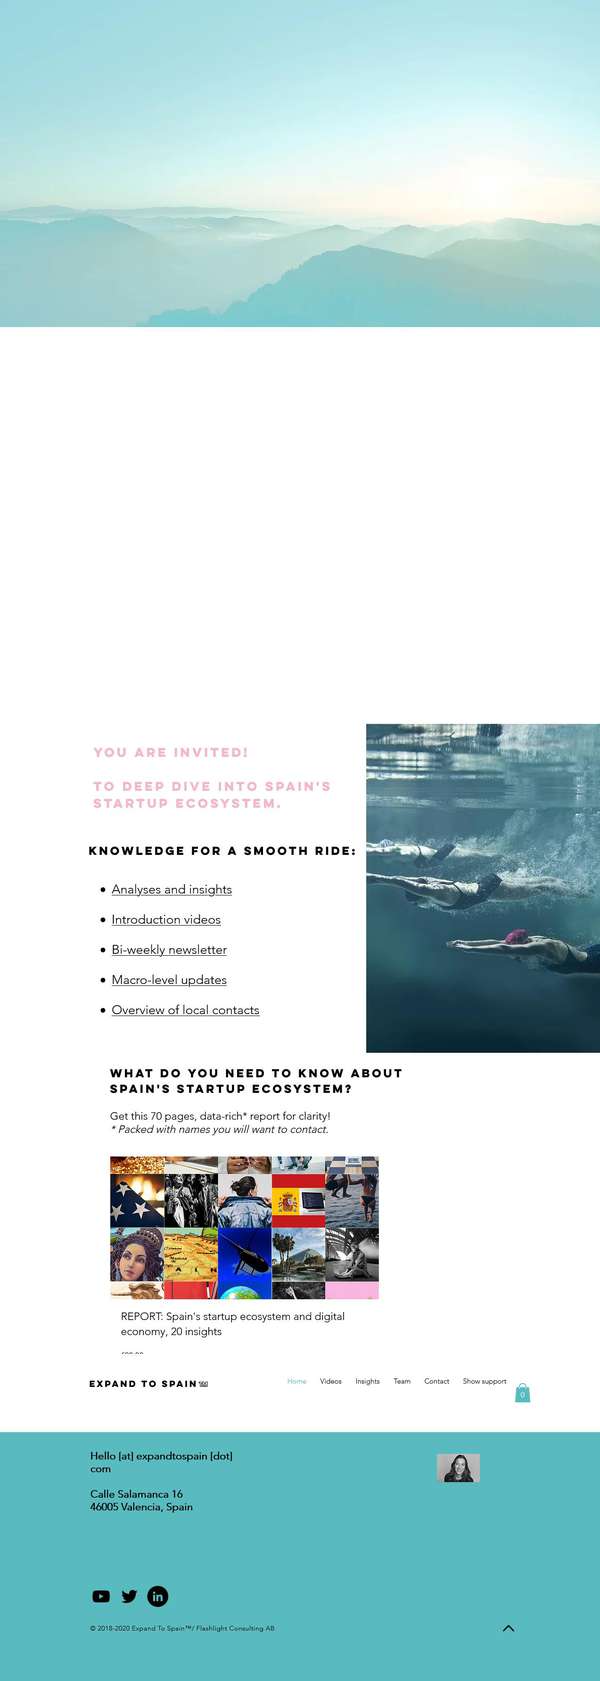 YOU ARE INVITED!
TO DEEP DIVE INTO SPAIN'S
STARTUP ECOSYSTEM.
KNOWLEDGE FOR A SMOOTH RIDE:
Analyses and insights
Introduction videos
Bi-weekly newsletter
Macro-level updates
Overview of local contacts
WHAT DO YOU NEED TO KNOW ABOUT
SPAIN'S STARTUP ECOSYSTEM?
Get this 70 pages, data-rich* report for clarity!
* Packed with names you will want to contact.
REPORT: Spain's startup ecosystem and digital
economy, 20 insights
EXPAND TO SPAIN™
Home Videos Insights Team Contact Show support
0
Hello [at] expandtospain [dot]
com
Calle Salamanca 16
46005 Valencia, Spain
© 2018-2020 Expand To Spain™/ Flashlight Consulting AB